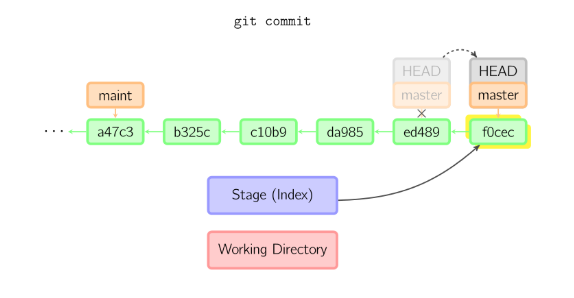 git commit
HEAD HEAD
maint master master
··· a47c3 b325c c10b9 da985 ed489 f0cec
Stage (Index)
Working Directory